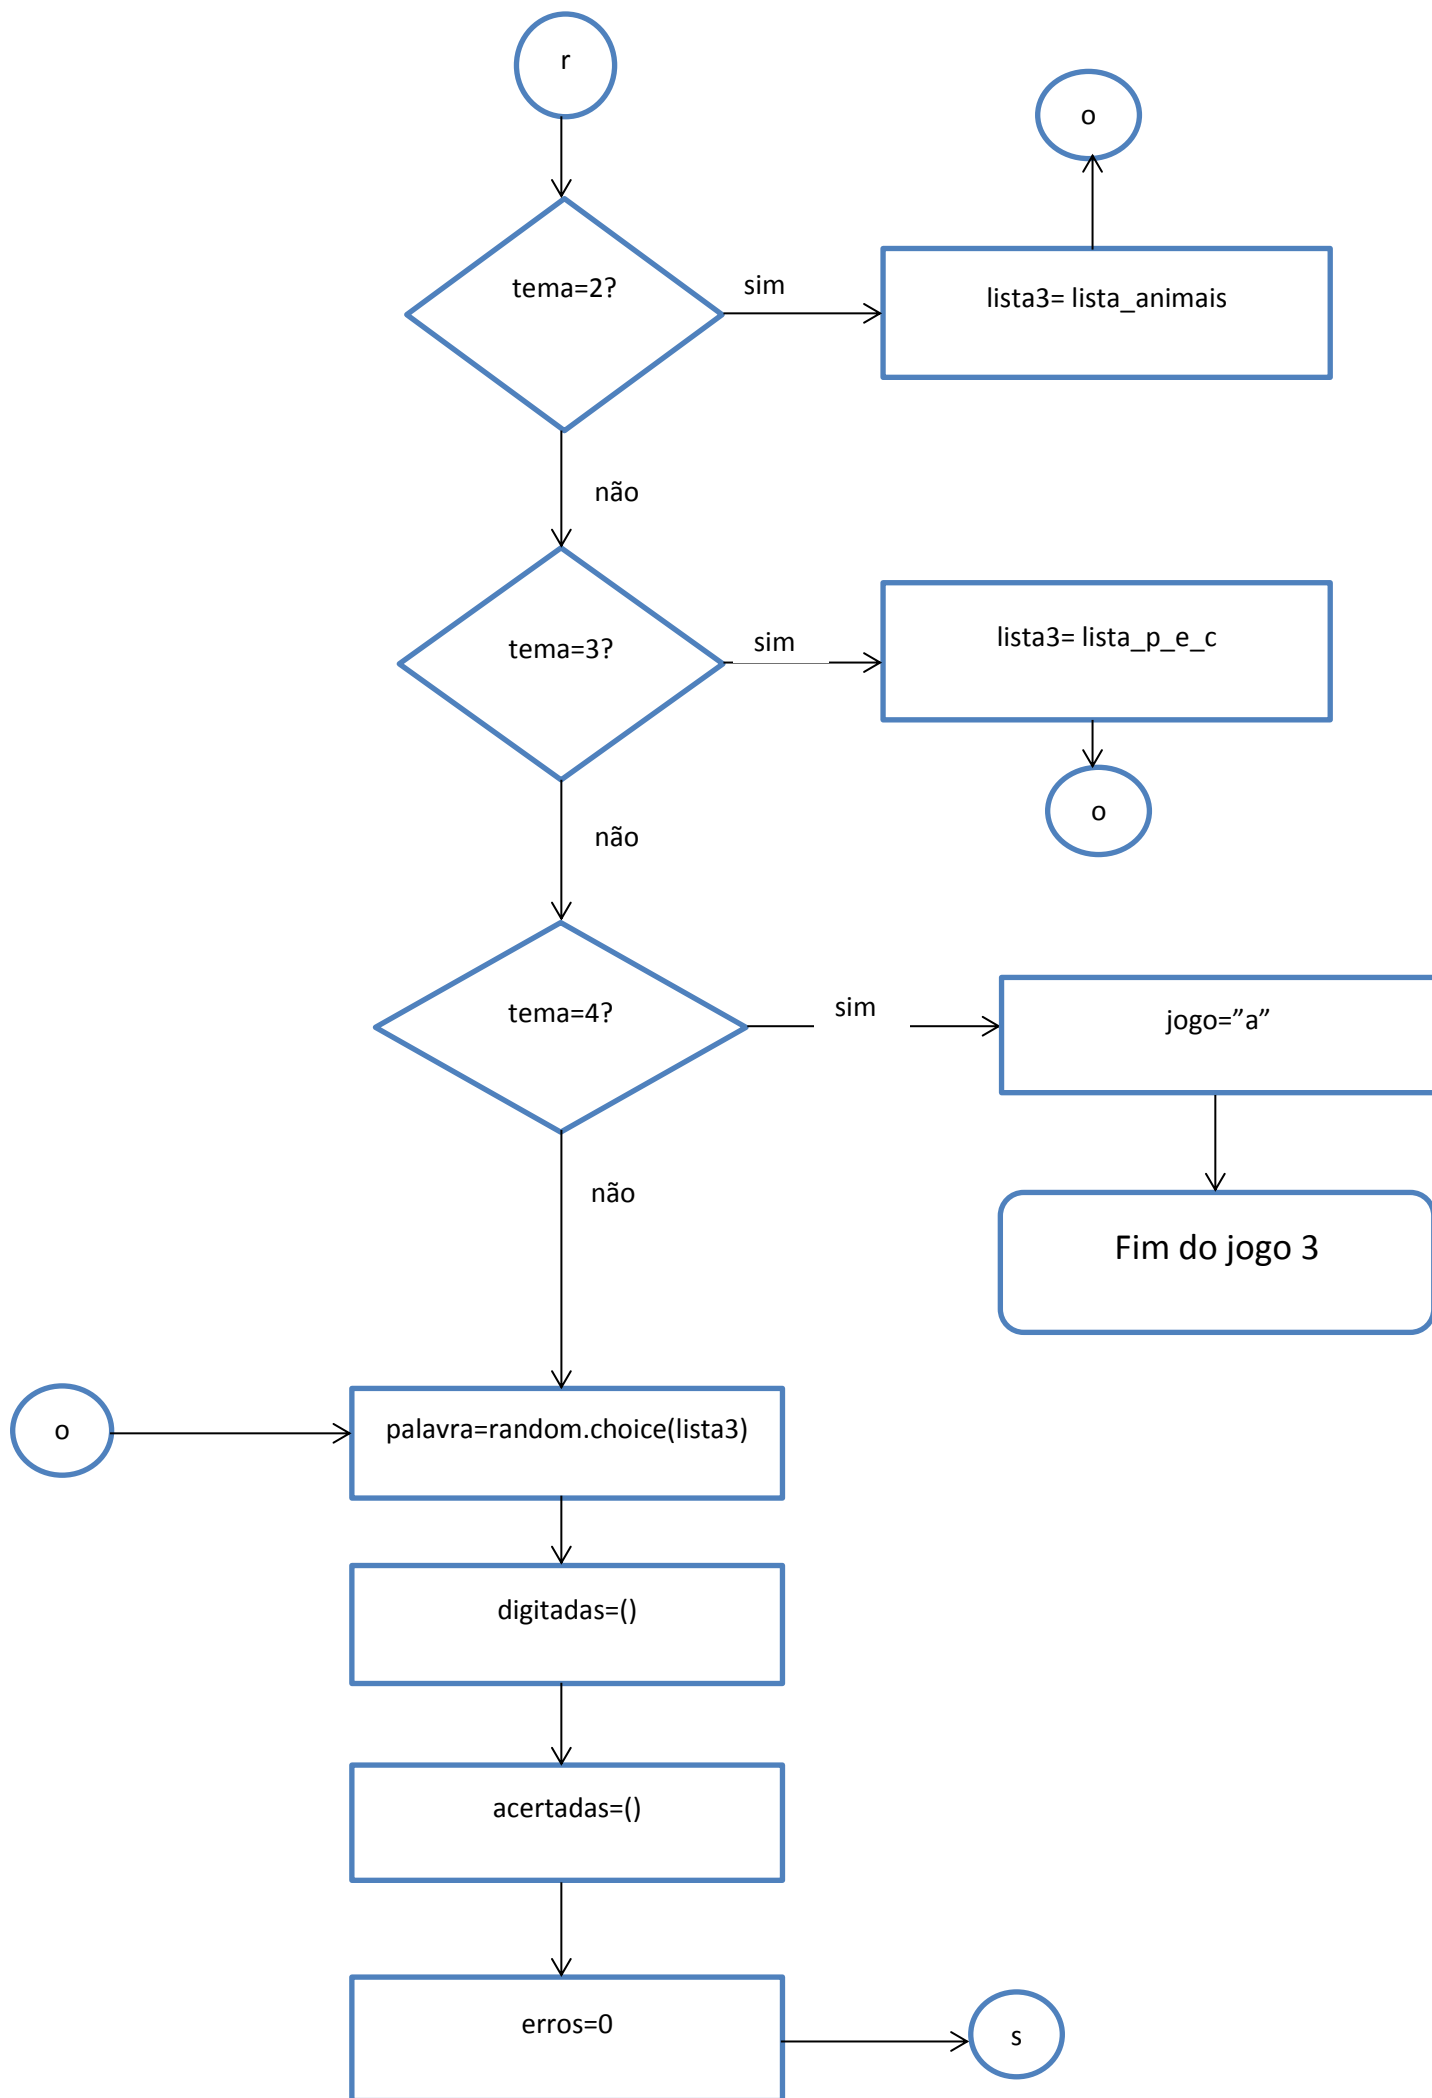 r
o
tema=2?
sim
lista3= lista_animais
não
tema=3?
sim
lista3= lista_p_e_c
o
não
tema=4?
sim
jogo=”a”
não
Fim do jogo 3
o
palavra=random.choice(lista3)
digitadas=()
acertadas=()
erros=0
s